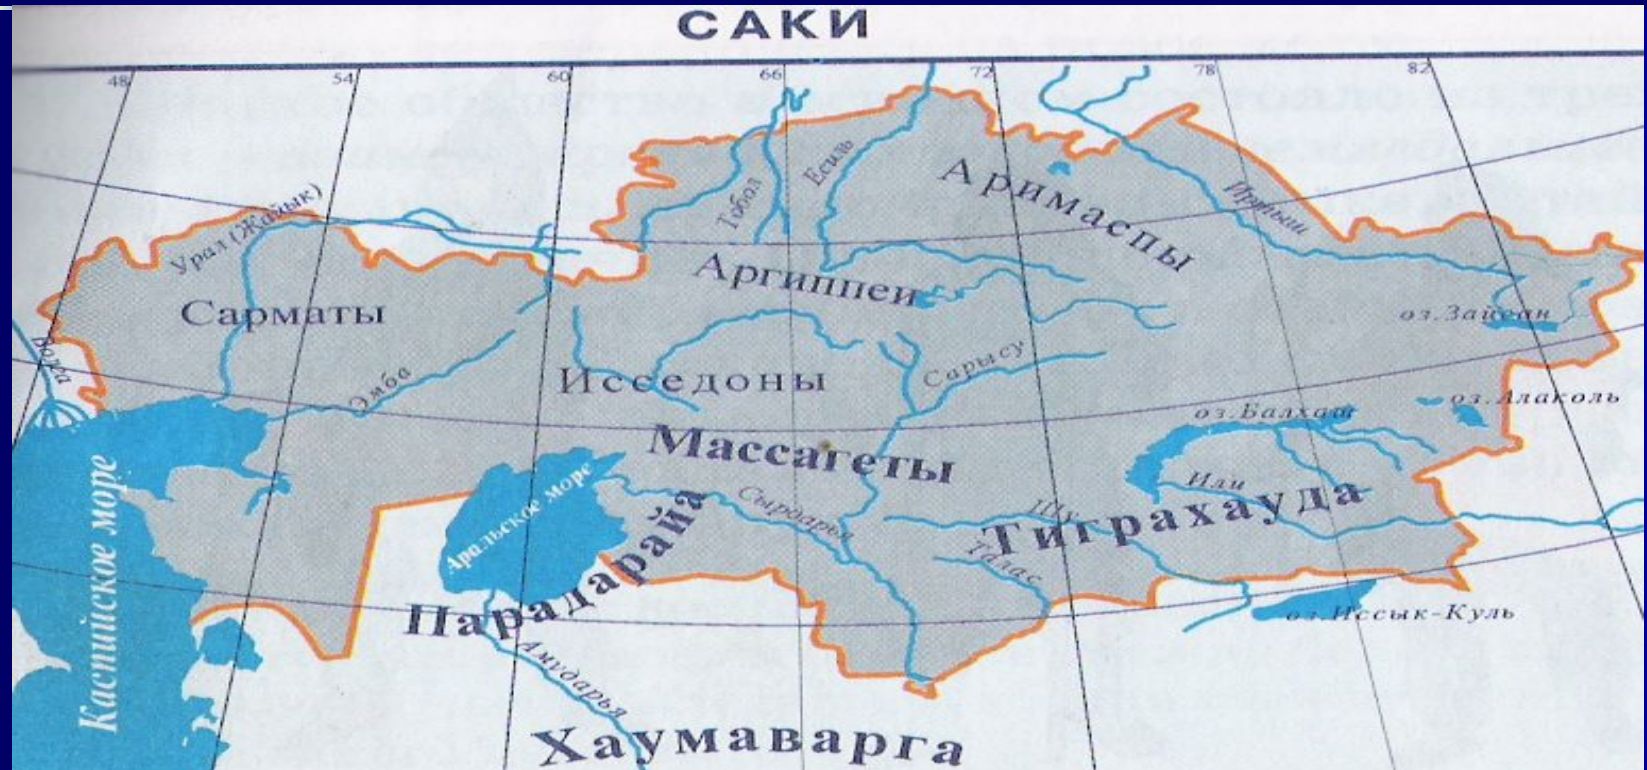 САКИ
48
54
60
66
72
78
82
Есиль
Тобол
Аримаспы
Иртыш
Урал (Жайык)
Аргиппеи
Сарматы
оз.Зайсан
Волга
Эмба
Исседоны
Сарысу
оз.Балхаш
оз.Алаколь
Массагеты
Или
Каспийское море
Аральское море
Сырдарья
Шу
Тиграхауда
Талас
Парадарайа
оз.Иссык-Куль
Амударья
Хаумаварга